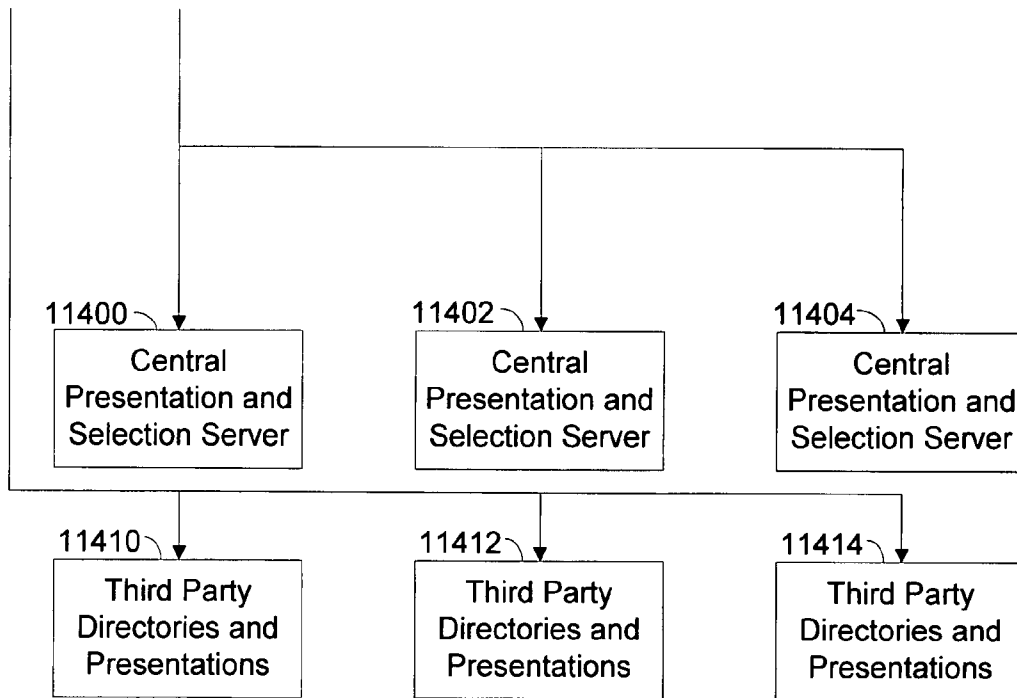 11400
11402
11404
Central
Presentation and
Selection Server
Central
Presentation and
Selection Server
Central
Presentation and
Selection Server
11410
11412
11414
Third Party
Directories and
Presentations
Third Party
Directories and
Presentations
Third Party
Directories and
Presentations